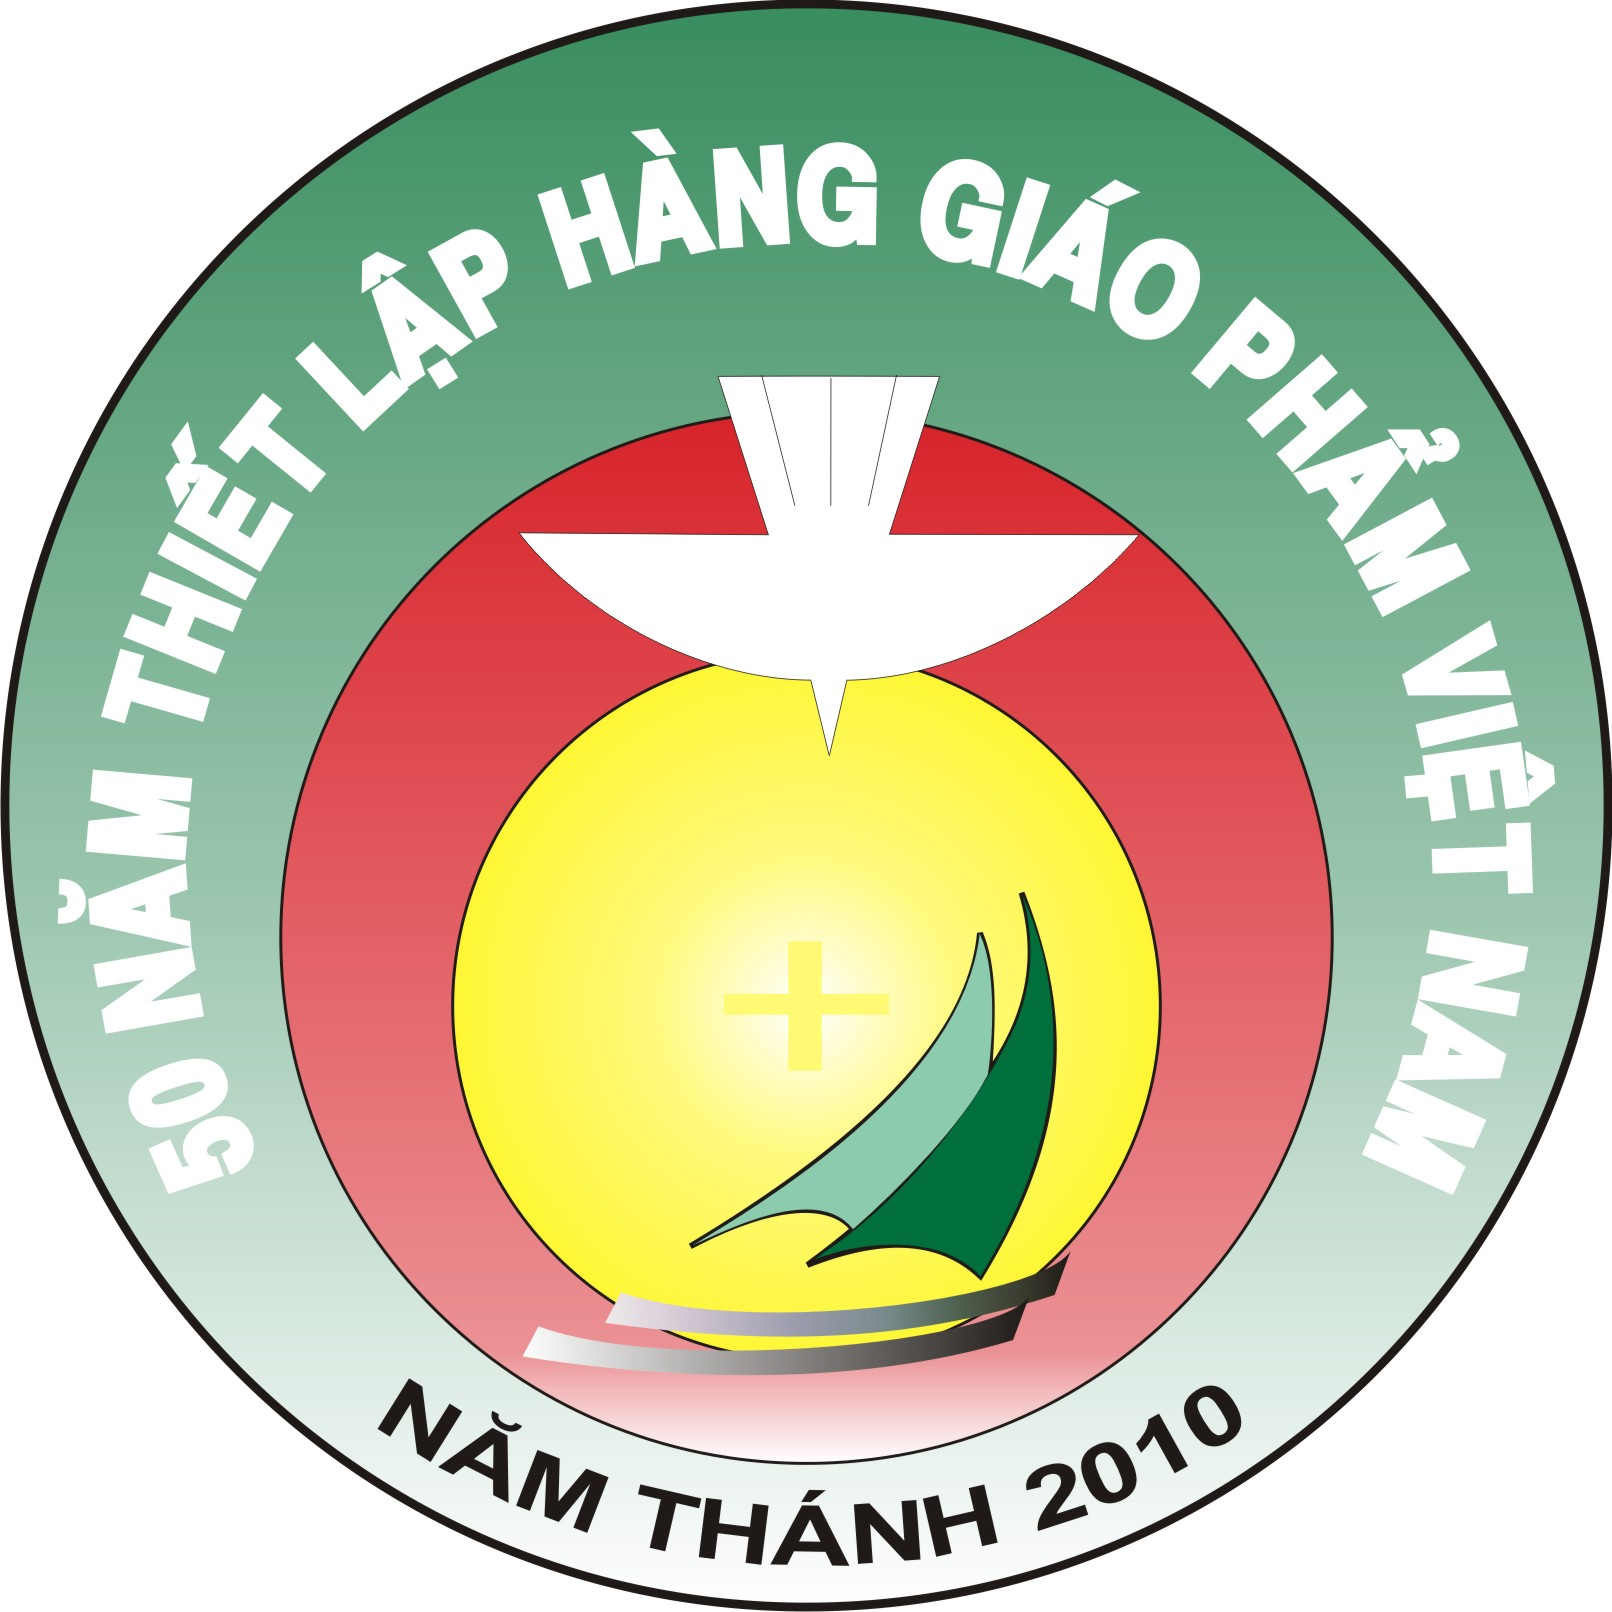 50 NĂM THIẾT LẬP HÀNG GIÁO PHẨM VIỆT NAM
NĂM THÁNH 2010